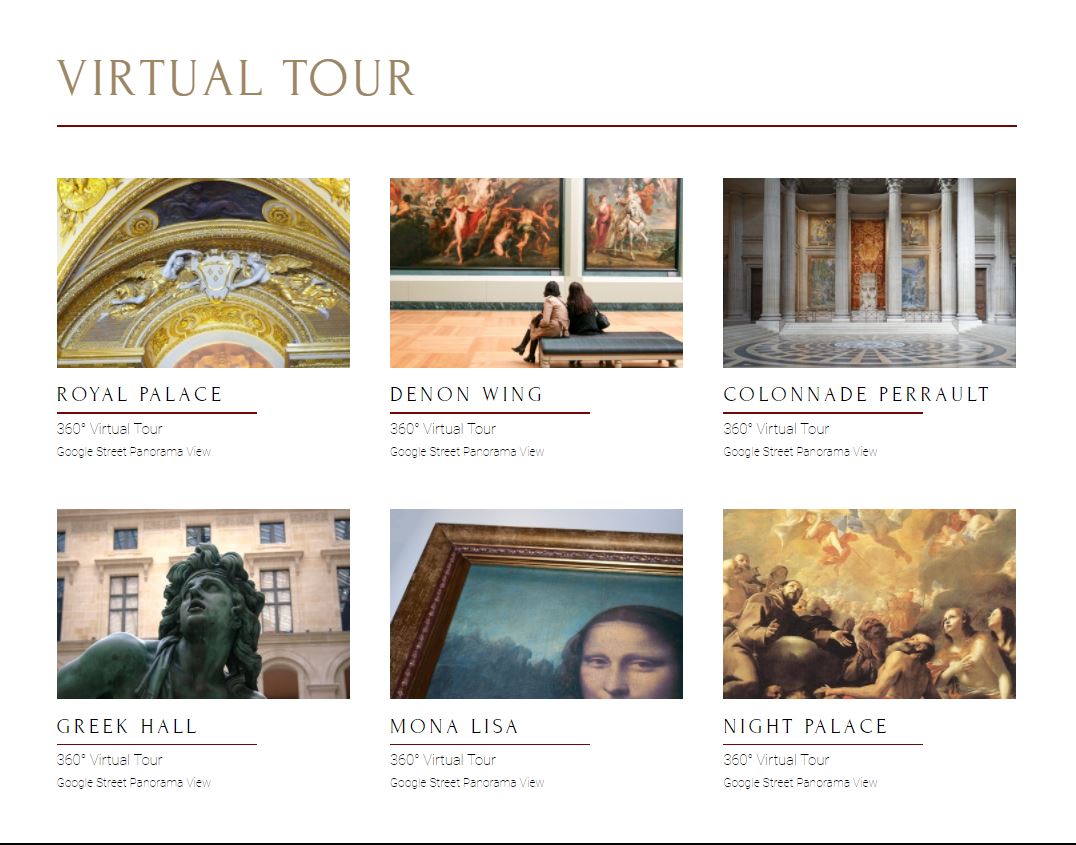 VIRTUAL TOUR
ROYAL PALACE
360° Virtual Tour
Google Street Panorama View
DENON WING
360° Virtual Tour
Google Street Panorama View
COLONNADE PERRAULT
360° Virtual Tour
Google Street Panorama View
GREEK HALL
360° Virtual Tour
Google Street Panorama View
MONA LISA
360° Virtual Tour
Google Street Panorama View
NIGHT PALACE
360° Virtual Tour
Google Street Panorama View